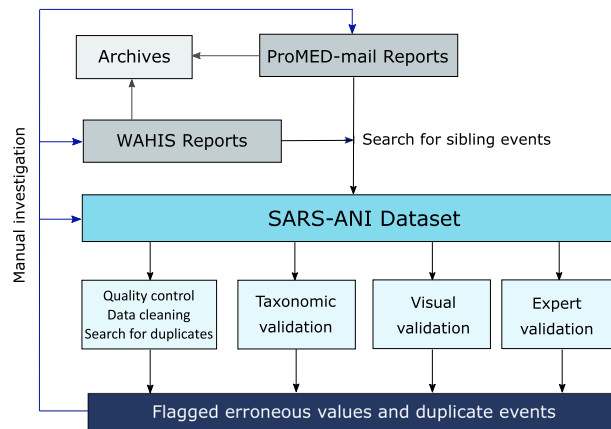 Archives
ProMED-mail Reports
WAHIS Reports
Search for sibling events
Manual investigation
SARS-ANI Dataset
Quality control
Data cleaning
Search for duplicates
Taxonomic
validation
Visual
validation
Expert
validation
Flagged erroneous values and duplicate events